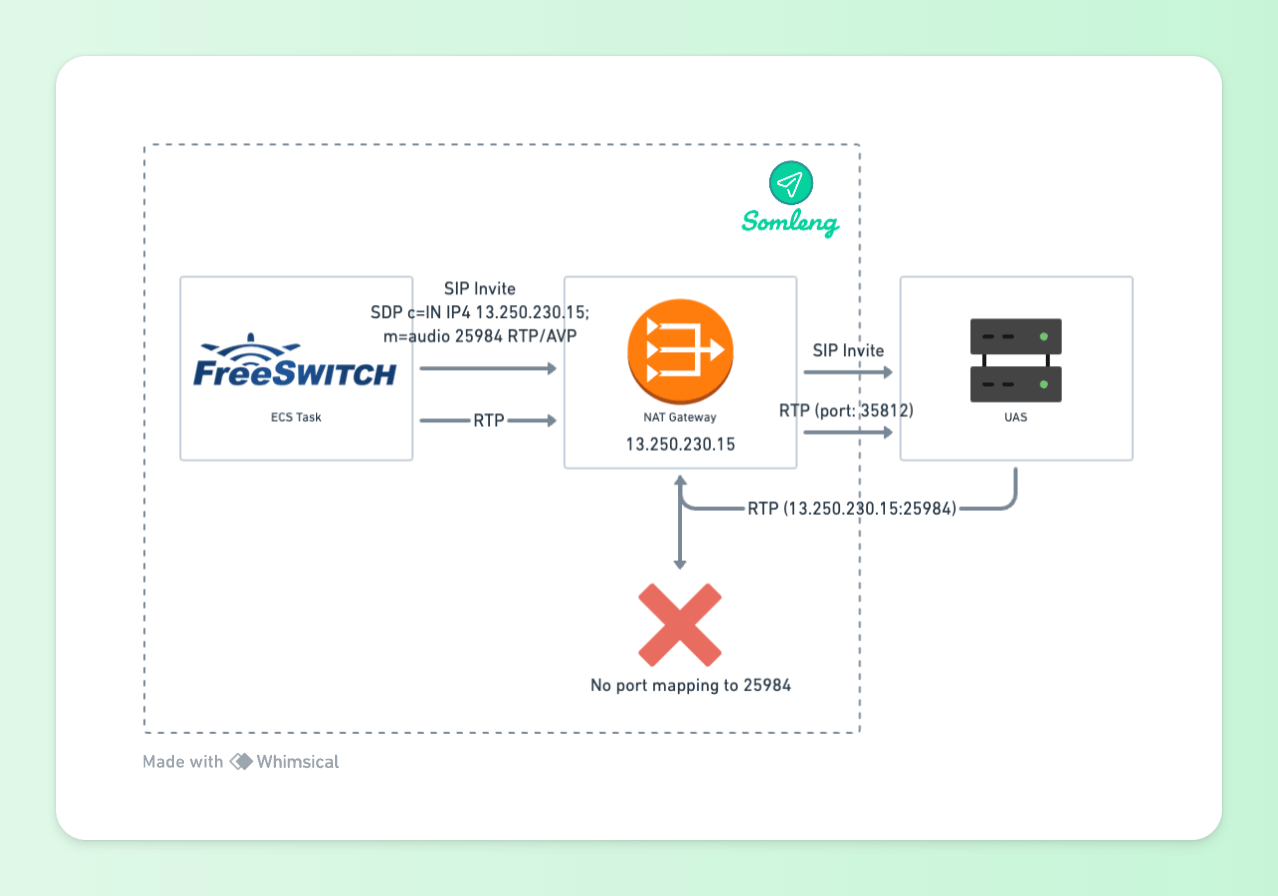 Somleng
SIP Invite
SDP c=IN IP4 13.250.230.15;
m=audio 25984 RTP/AVP
FreeSWITCH
ECS Task
RTP
NAT Gateway
13.250.230.15
SIP Invite
RTP (port: 35812)
UAS
RTP (13.250.230.15:25984)
No port mapping to 25984
Made with Whimsical